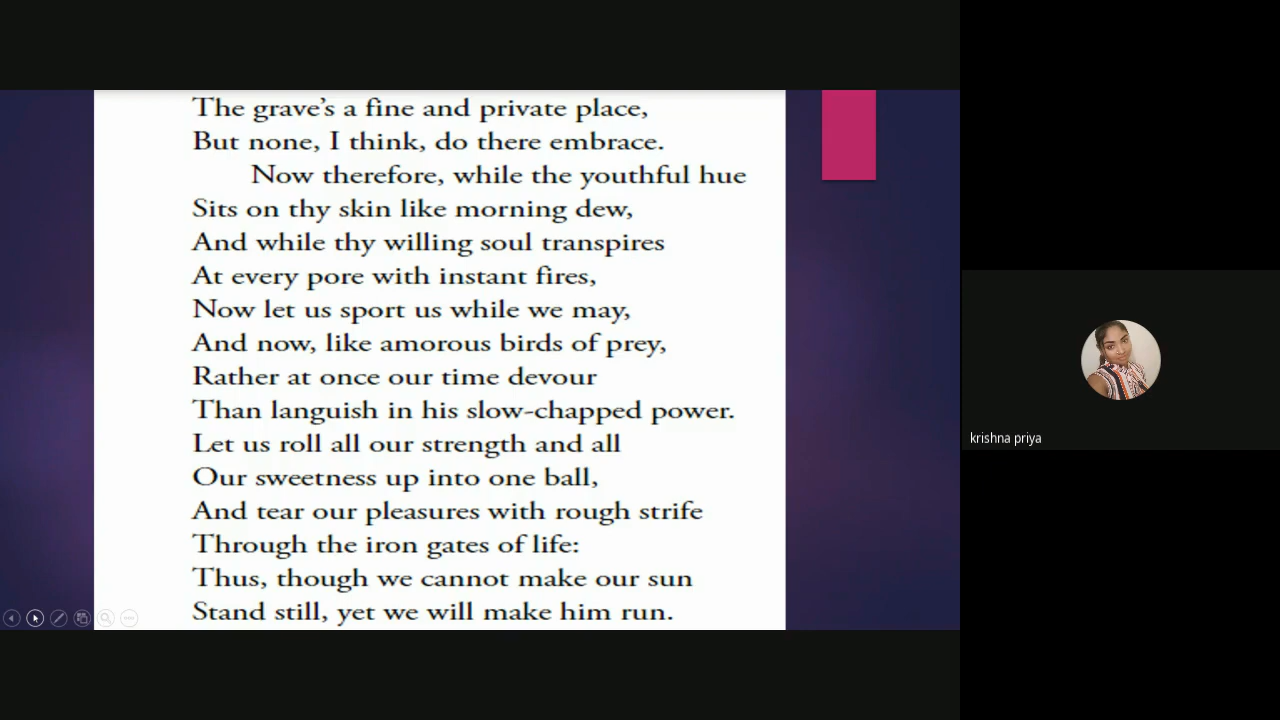 The grave’s a fine and private place,
But none, I think, do there embrace.
Now therefore, while the youthful hue
Sits on thy skin like morning dew,
And while thy willing soul transpires
At every pore with instant fires,
Now let us sport us while we may,
And now, like amorous birds of prey,
Rather at once our time devour
Than languish in his slow-chapped power.
Let us roll all our strength and all
Our sweetness up into one ball,
And tear our pleasures with rough strife
Through the iron gates of life:
Thus, though we cannot make our sun
Stand still, yet we will make him run.
krishna priya